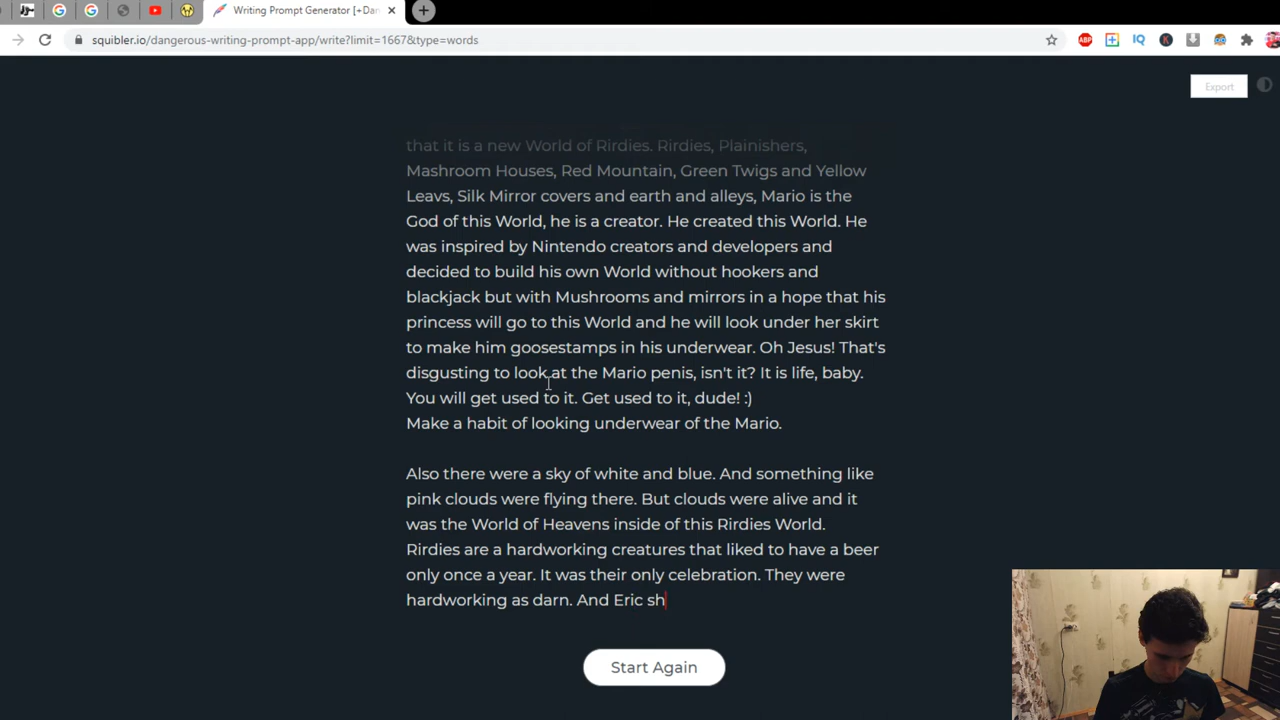 Writing Prompt Generator [+Dan
squibler.io/dangerous-writing-prompt-app/write?limit=1667&type=words
ABP
IQ
K
Export
that it is a new World of Rirdies. Rirdies, Plainishers,
Mashroom Houses, Red Mountain, Green Twigs and Yellow
Leavs, Silk Mirror covers and earth and alleys, Mario is the
God of this World, he is a creator. He created this World. He
was inspired by Nintendo creators and developers and
decided to build his own World without hookers and
blackjack but with Mushrooms and mirrors in a hope that his
princess will go to this World and he will look under her skirt
to make him goosestamps in his underwear. Oh Jesus! That's
disgusting to look at the Mario penis, isn't it? It is life, baby.
You will get used to it. Get used to it, dude! :)
Make a habit of looking underwear of the Mario.
Also there were a sky of white and blue. And something like
pink clouds were flying there. But clouds were alive and it
was the World of Heavens inside of this Rirdies World.
Rirdies are a hardworking creatures that liked to have a beer
only once a year. It was their only celebration. They were
hardworking as darn. And Eric sh
Start Again